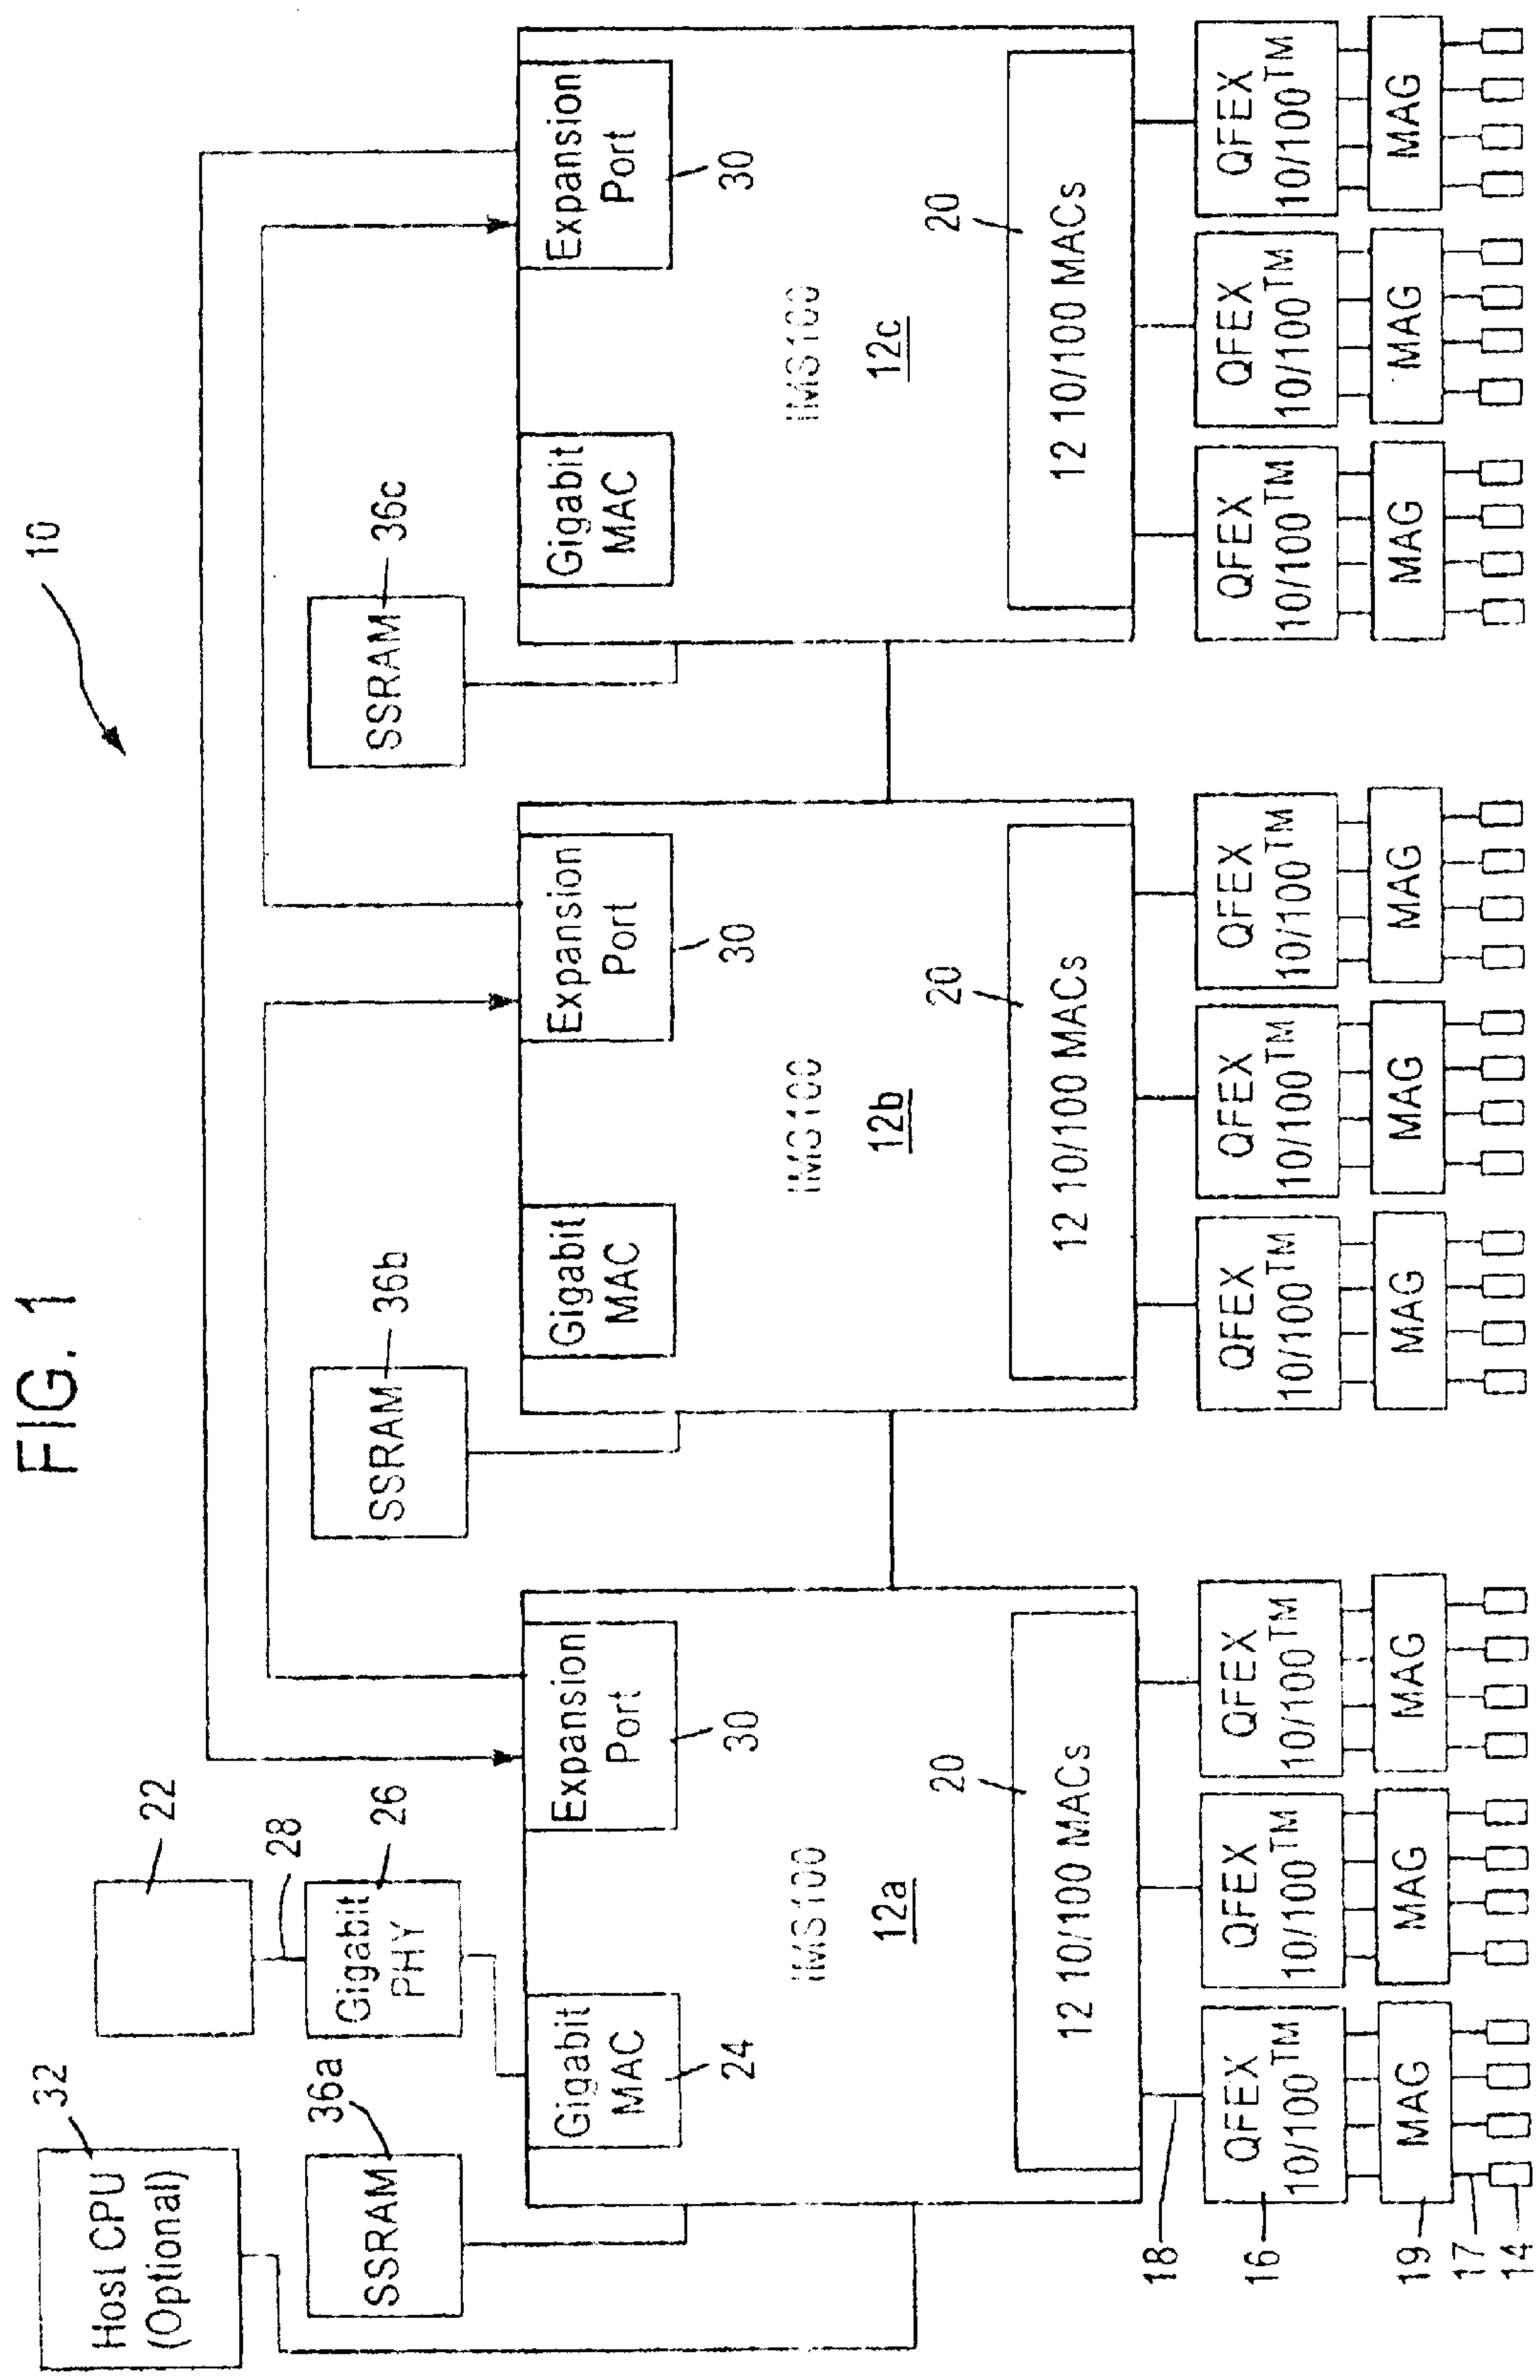 FIG. 1
10
32
Host CPU
(Optional)
22
28
26
Gigabit
PHY
36a
SSRAM
SSRAM
36b
SSRAM
36c
Gigabit
MAC
24
Expansion
Port
30
Gigabit
MAC
Expansion
Port
30
Gigabit
MAC
Expansion
Port
30
IMS100
12a
IMS100
12b
IMS100
12c
20
12 10/100 MACs
20
12 10/100 MACs
20
12 10/100 MACs
18
16
QFEX
10/100™
QFEX
10/100™
QFEX
10/100™
QFEX
10/100™
QFEX
10/100™
QFEX
10/100™
QFEX
10/100™
QFEX
10/100™
QFEX
10/100™
19
MAG
MAG
MAG
MAG
MAG
MAG
MAG
MAG
MAG
17
14